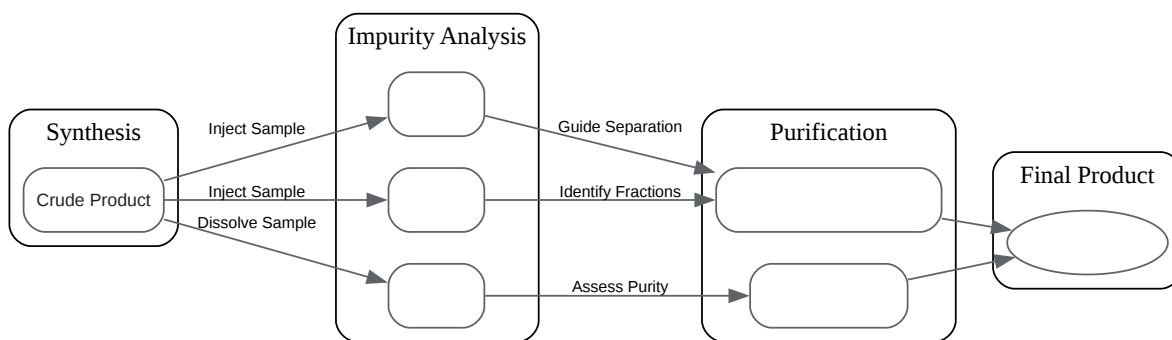 Synthesis
Crude Product
Inject Sample
Inject Sample
Dissolve Sample
Impurity Analysis
Guide Separation
Identify Fractions
Assess Purity
Purification
Final Product